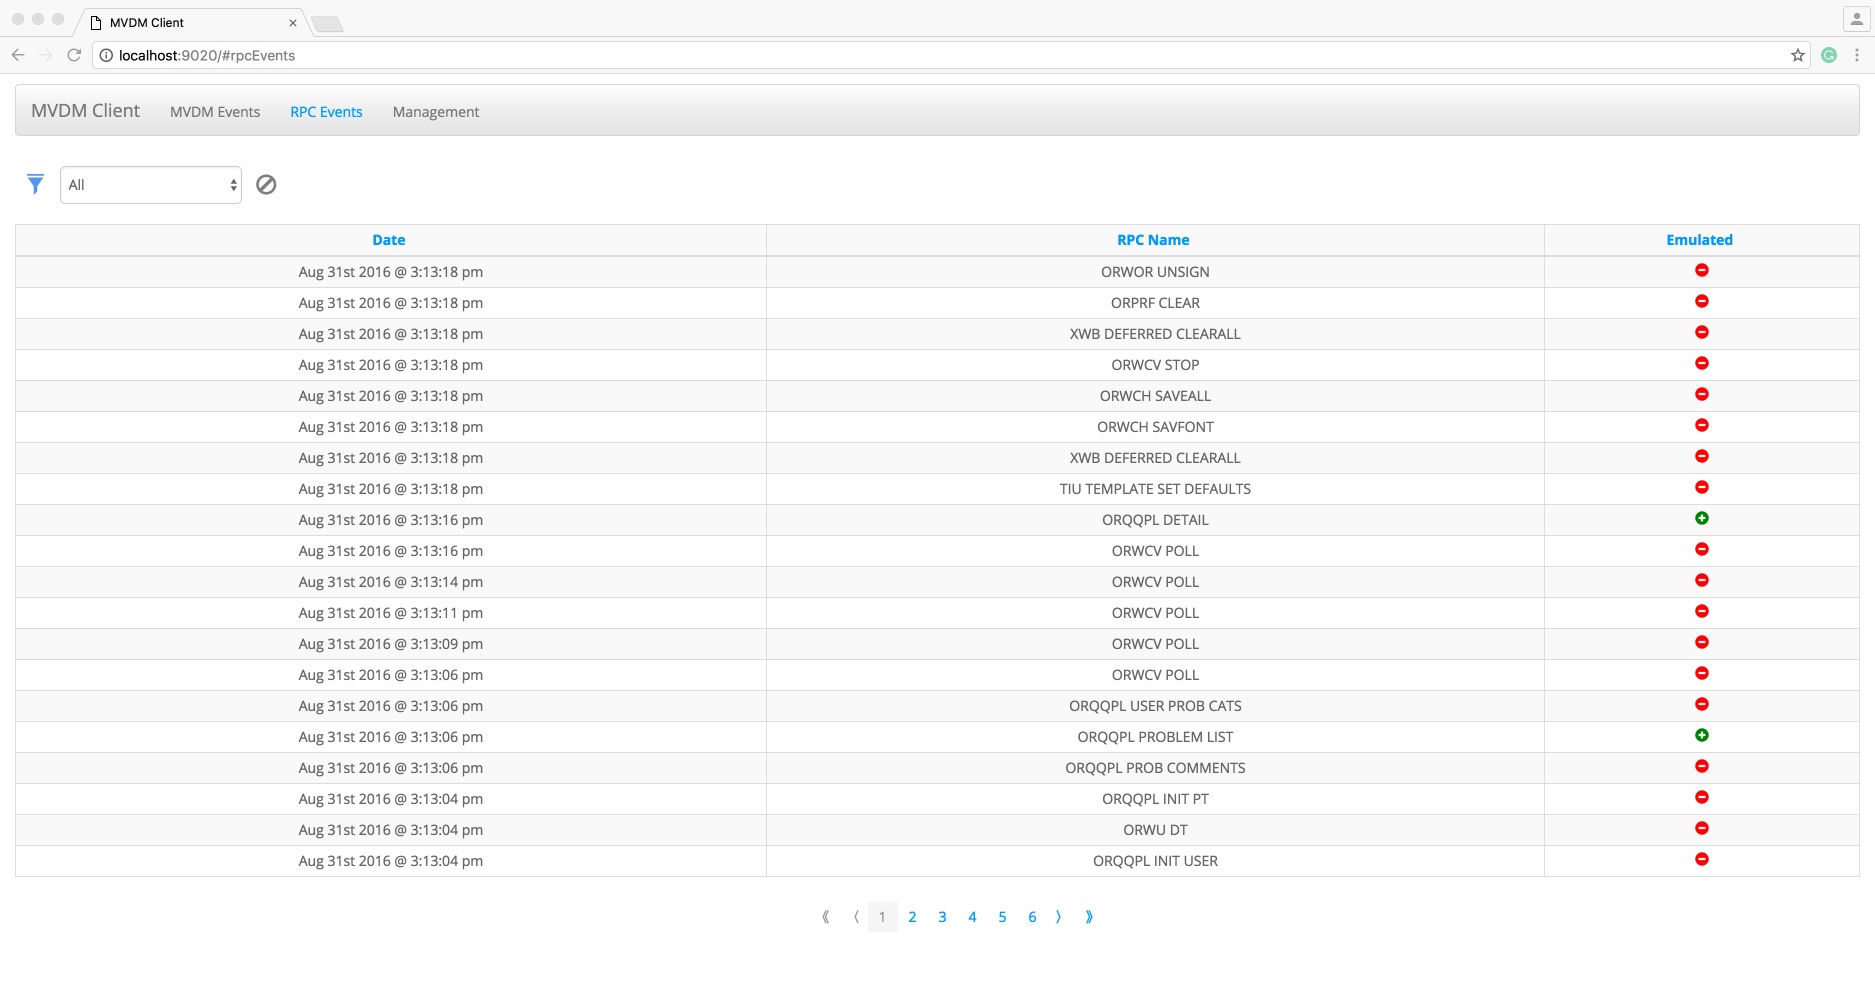 MVDM Client
localhost:9020/#rpcEvents
MVDM Client MVDM Events RPC Events Management
All
Date RPC Name Emulated
Aug 31st 2016 @ 3:13:18 pm ORWOR UNSIGN
Aug 31st 2016 @ 3:13:18 pm ORPRF CLEAR
Aug 31st 2016 @ 3:13:18 pm XWB DEFERRED CLEARALL
Aug 31st 2016 @ 3:13:18 pm ORWCV STOP
Aug 31st 2016 @ 3:13:18 pm ORWCH SAVEALL
Aug 31st 2016 @ 3:13:18 pm ORWCH SAVFONT
Aug 31st 2016 @ 3:13:18 pm XWB DEFERRED CLEARALL
Aug 31st 2016 @ 3:13:18 pm TIU TEMPLATE SET DEFAULTS
Aug 31st 2016 @ 3:13:16 pm ORQQPL DETAIL
Aug 31st 2016 @ 3:13:16 pm ORWCV POLL
Aug 31st 2016 @ 3:13:14 pm ORWCV POLL
Aug 31st 2016 @ 3:13:11 pm ORWCV POLL
Aug 31st 2016 @ 3:13:09 pm ORWCV POLL
Aug 31st 2016 @ 3:13:06 pm ORWCV POLL
Aug 31st 2016 @ 3:13:06 pm ORQQPL USER PROB CATS
Aug 31st 2016 @ 3:13:06 pm ORQQPL PROBLEM LIST
Aug 31st 2016 @ 3:13:06 pm ORQQPL PROB COMMENTS
Aug 31st 2016 @ 3:13:04 pm ORQQPL INIT PT
Aug 31st 2016 @ 3:13:04 pm ORWU DT
Aug 31st 2016 @ 3:13:04 pm ORQQPL INIT USER
⟪ ⟨ 1 2 3 4 5 6 ⟩ ⟫